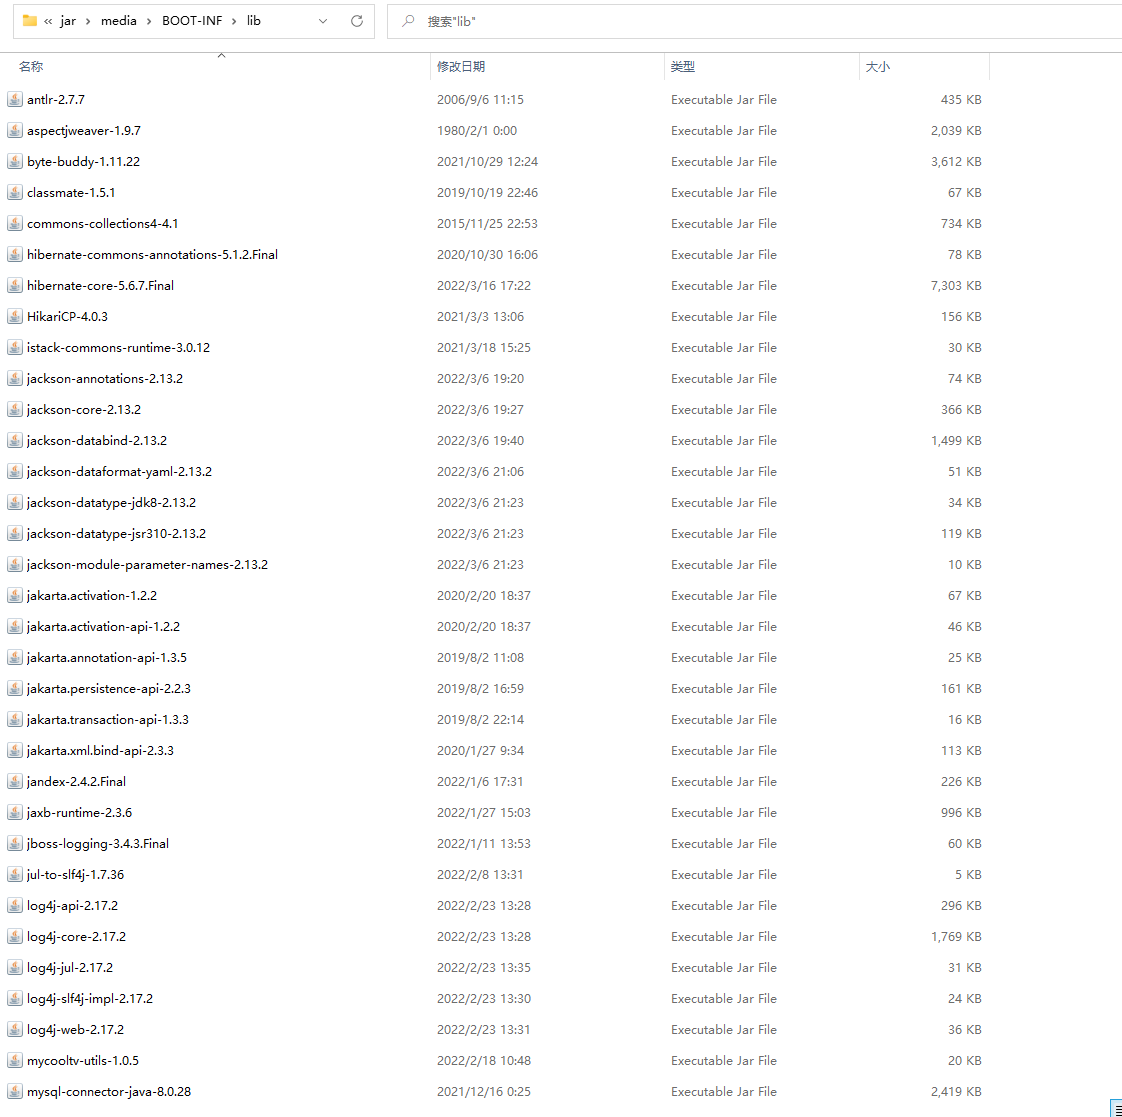 « jar › media › BOOT-INF › lib
搜索"lib"
名称 修改日期 类型 大小
antlr-2.7.7 2006/9/6 11:15 Executable Jar File 435 KB
aspectjweaver-1.9.7 1980/2/1 0:00 Executable Jar File 2,039 KB
byte-buddy-1.11.22 2021/10/29 12:24 Executable Jar File 3,612 KB
classmate-1.5.1 2019/10/19 22:46 Executable Jar File 67 KB
commons-collections4-4.1 2015/11/25 22:53 Executable Jar File 734 KB
hibernate-commons-annotations-5.1.2.Final 2020/10/30 16:06 Executable Jar File 78 KB
hibernate-core-5.6.7.Final 2022/3/16 17:22 Executable Jar File 7,303 KB
HikariCP-4.0.3 2021/3/3 13:06 Executable Jar File 156 KB
istack-commons-runtime-3.0.12 2021/3/18 15:25 Executable Jar File 30 KB
jackson-annotations-2.13.2 2022/3/6 19:20 Executable Jar File 74 KB
jackson-core-2.13.2 2022/3/6 19:27 Executable Jar File 366 KB
jackson-databind-2.13.2 2022/3/6 19:40 Executable Jar File 1,499 KB
jackson-dataformat-yaml-2.13.2 2022/3/6 21:06 Executable Jar File 51 KB
jackson-datatype-jdk8-2.13.2 2022/3/6 21:23 Executable Jar File 34 KB
jackson-datatype-jsr310-2.13.2 2022/3/6 21:23 Executable Jar File 119 KB
jackson-module-parameter-names-2.13.2 2022/3/6 21:23 Executable Jar File 10 KB
jakarta.activation-1.2.2 2020/2/20 18:37 Executable Jar File 67 KB
jakarta.activation-api-1.2.2 2020/2/20 18:37 Executable Jar File 46 KB
jakarta.annotation-api-1.3.5 2019/8/2 11:08 Executable Jar File 25 KB
jakarta.persistence-api-2.2.3 2019/8/2 16:59 Executable Jar File 161 KB
jakarta.transaction-api-1.3.3 2019/8/2 22:14 Executable Jar File 16 KB
jakarta.xml.bind-api-2.3.3 2020/1/27 9:34 Executable Jar File 113 KB
jandex-2.4.2.Final 2022/1/6 17:31 Executable Jar File 226 KB
jaxb-runtime-2.3.6 2022/1/27 15:03 Executable Jar File 996 KB
jboss-logging-3.4.3.Final 2022/1/11 13:53 Executable Jar File 60 KB
jul-to-slf4j-1.7.36 2022/2/8 13:31 Executable Jar File 5 KB
log4j-api-2.17.2 2022/2/23 13:28 Executable Jar File 296 KB
log4j-core-2.17.2 2022/2/23 13:28 Executable Jar File 1,769 KB
log4j-jul-2.17.2 2022/2/23 13:35 Executable Jar File 31 KB
log4j-slf4j-impl-2.17.2 2022/2/23 13:30 Executable Jar File 24 KB
log4j-web-2.17.2 2022/2/23 13:31 Executable Jar File 36 KB
mycooltv-utils-1.0.5 2022/2/18 10:48 Executable Jar File 20 KB
mysql-connector-java-8.0.28 2021/12/16 0:25 Executable Jar File 2,419 KB